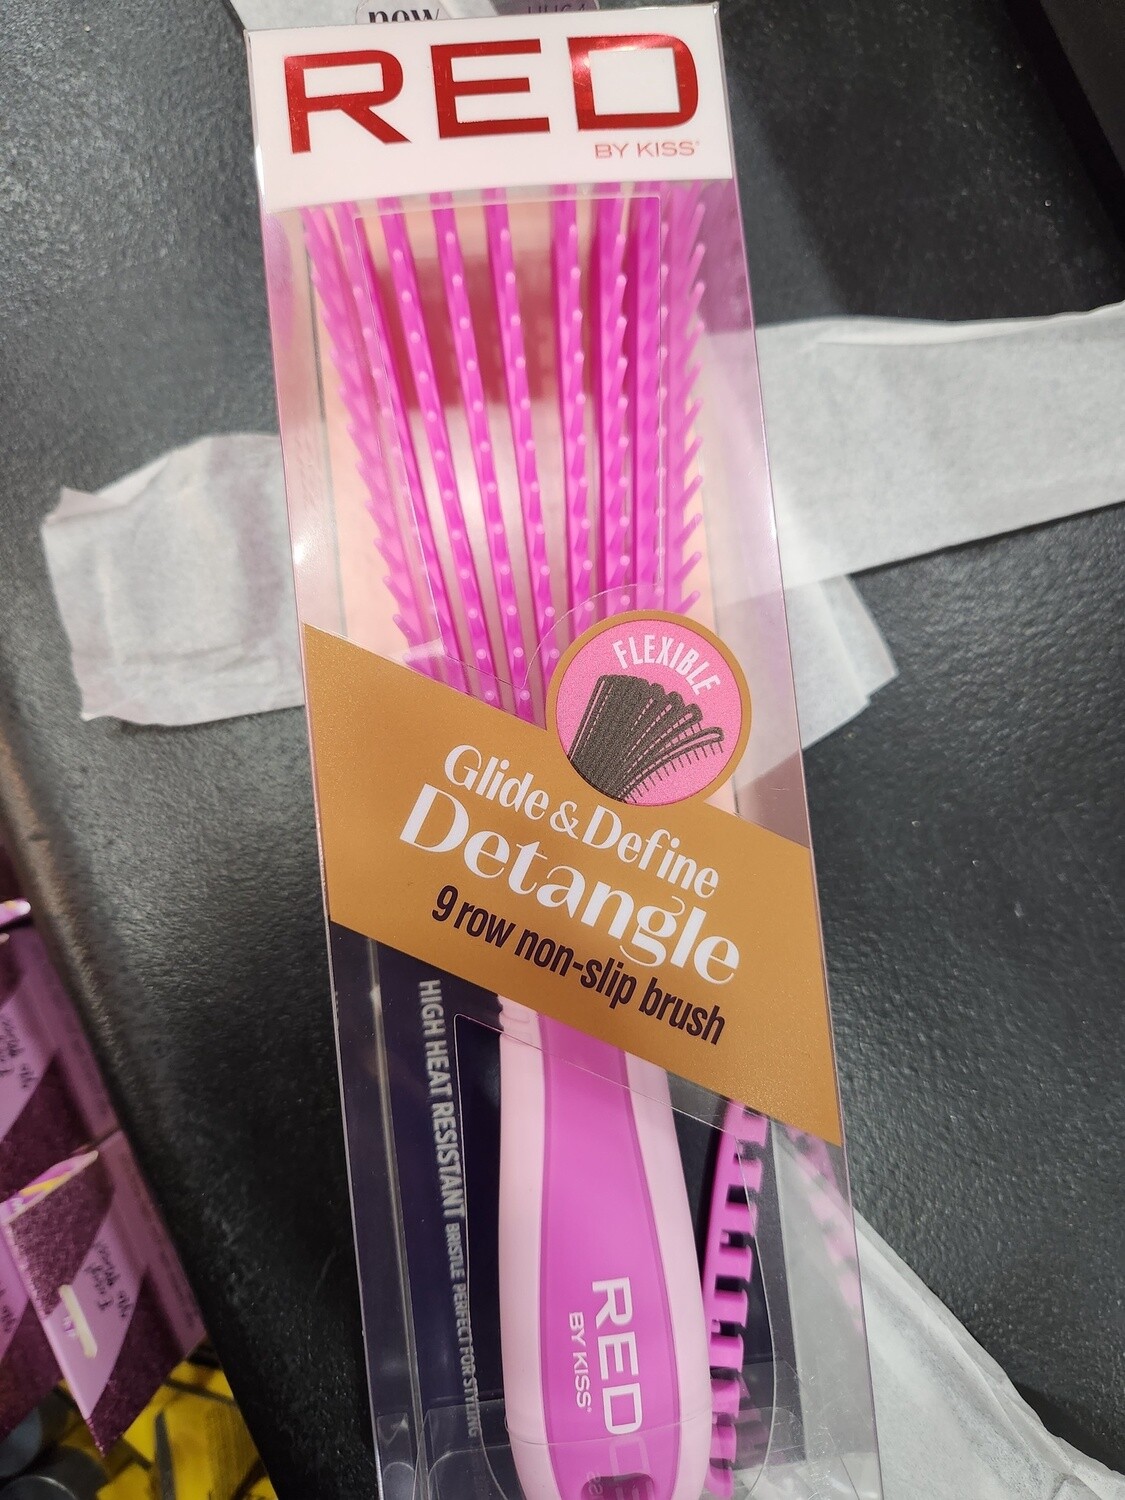 now
RED
BY KISS®
FLEXIBLE
Glide & Define
Detangle
9 row non-slip brush
HIGH HEAT RESISTANT BRISTLE PERFECT FOR STYLING
RED
BY KISS®